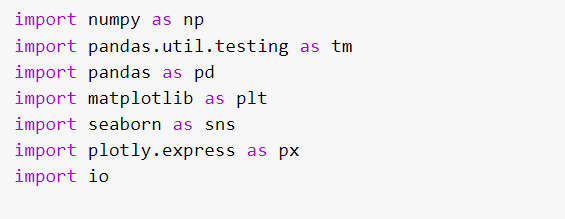 import numpy as np
import pandas.util.testing as tm
import pandas as pd
import matplotlib as plt
import seaborn as sns
import plotly.express as px
import io